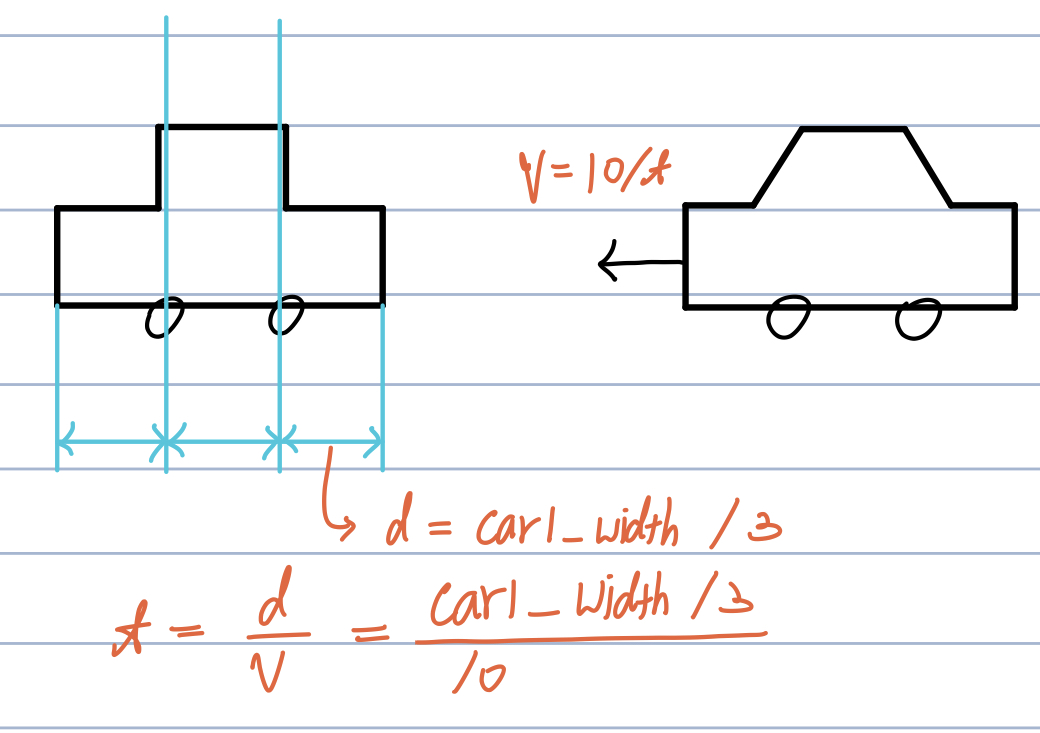 V = 10/t
d = car1_width / 3
t = d/V = car1_width / 3 / 10